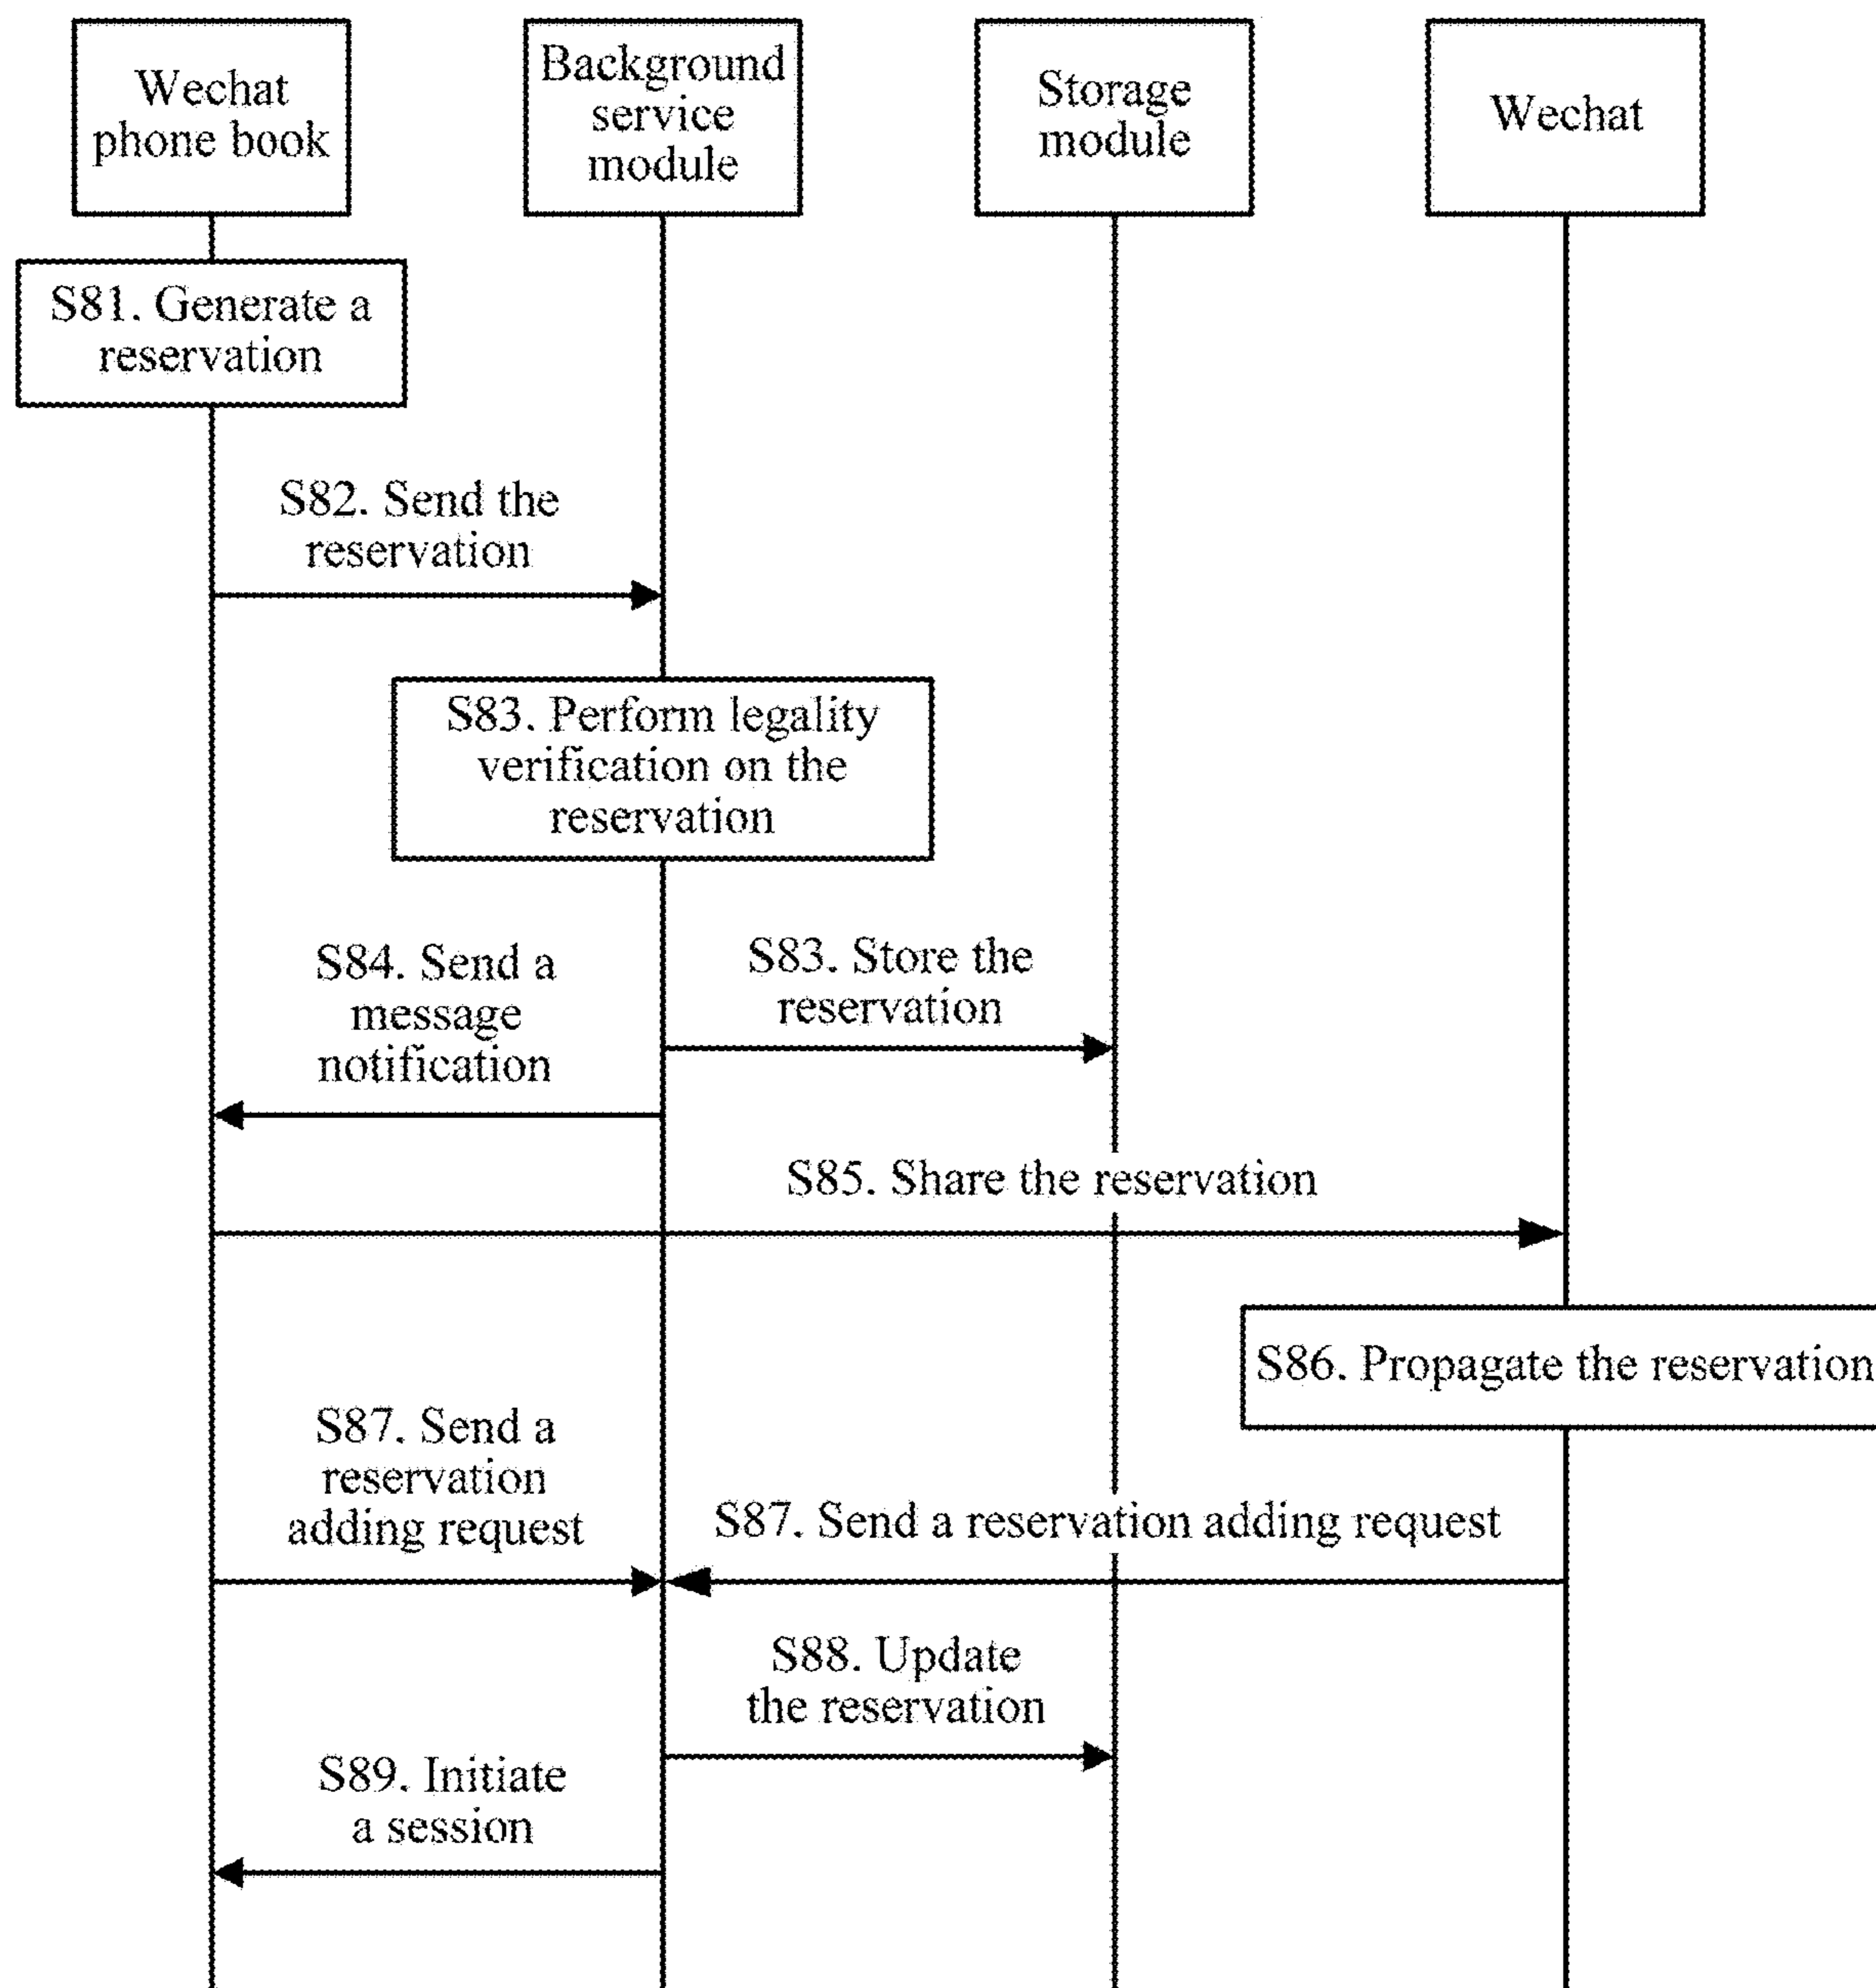 Wechat
phone book
Background
service
module
Storage
module
Wechat
S81. Generate a
reservation
S82. Send the
reservation
S83. Perform legality
verification on the
reservation
S84. Send a
message
notification
S83. Store the
reservation
S85. Share the reservation
S86. Propagate the reservation
S87. Send a
reservation
adding request
S87. Send a reservation adding request
S88. Update
the reservation
S89. Initiate
a session